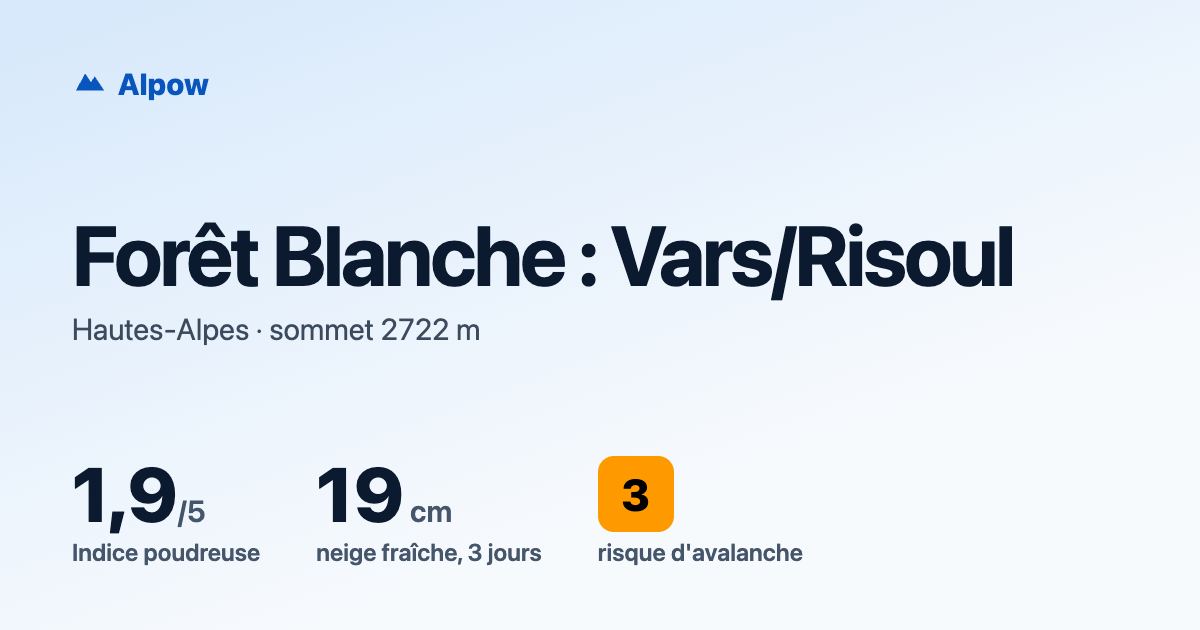 Alpow
Forêt Blanche : Vars/Risoul
Hautes-Alpes · sommet 2722 m
1,9/5
Indice poudreuse
19 cm
neige fraîche, 3 jours
3
risque d'avalanche